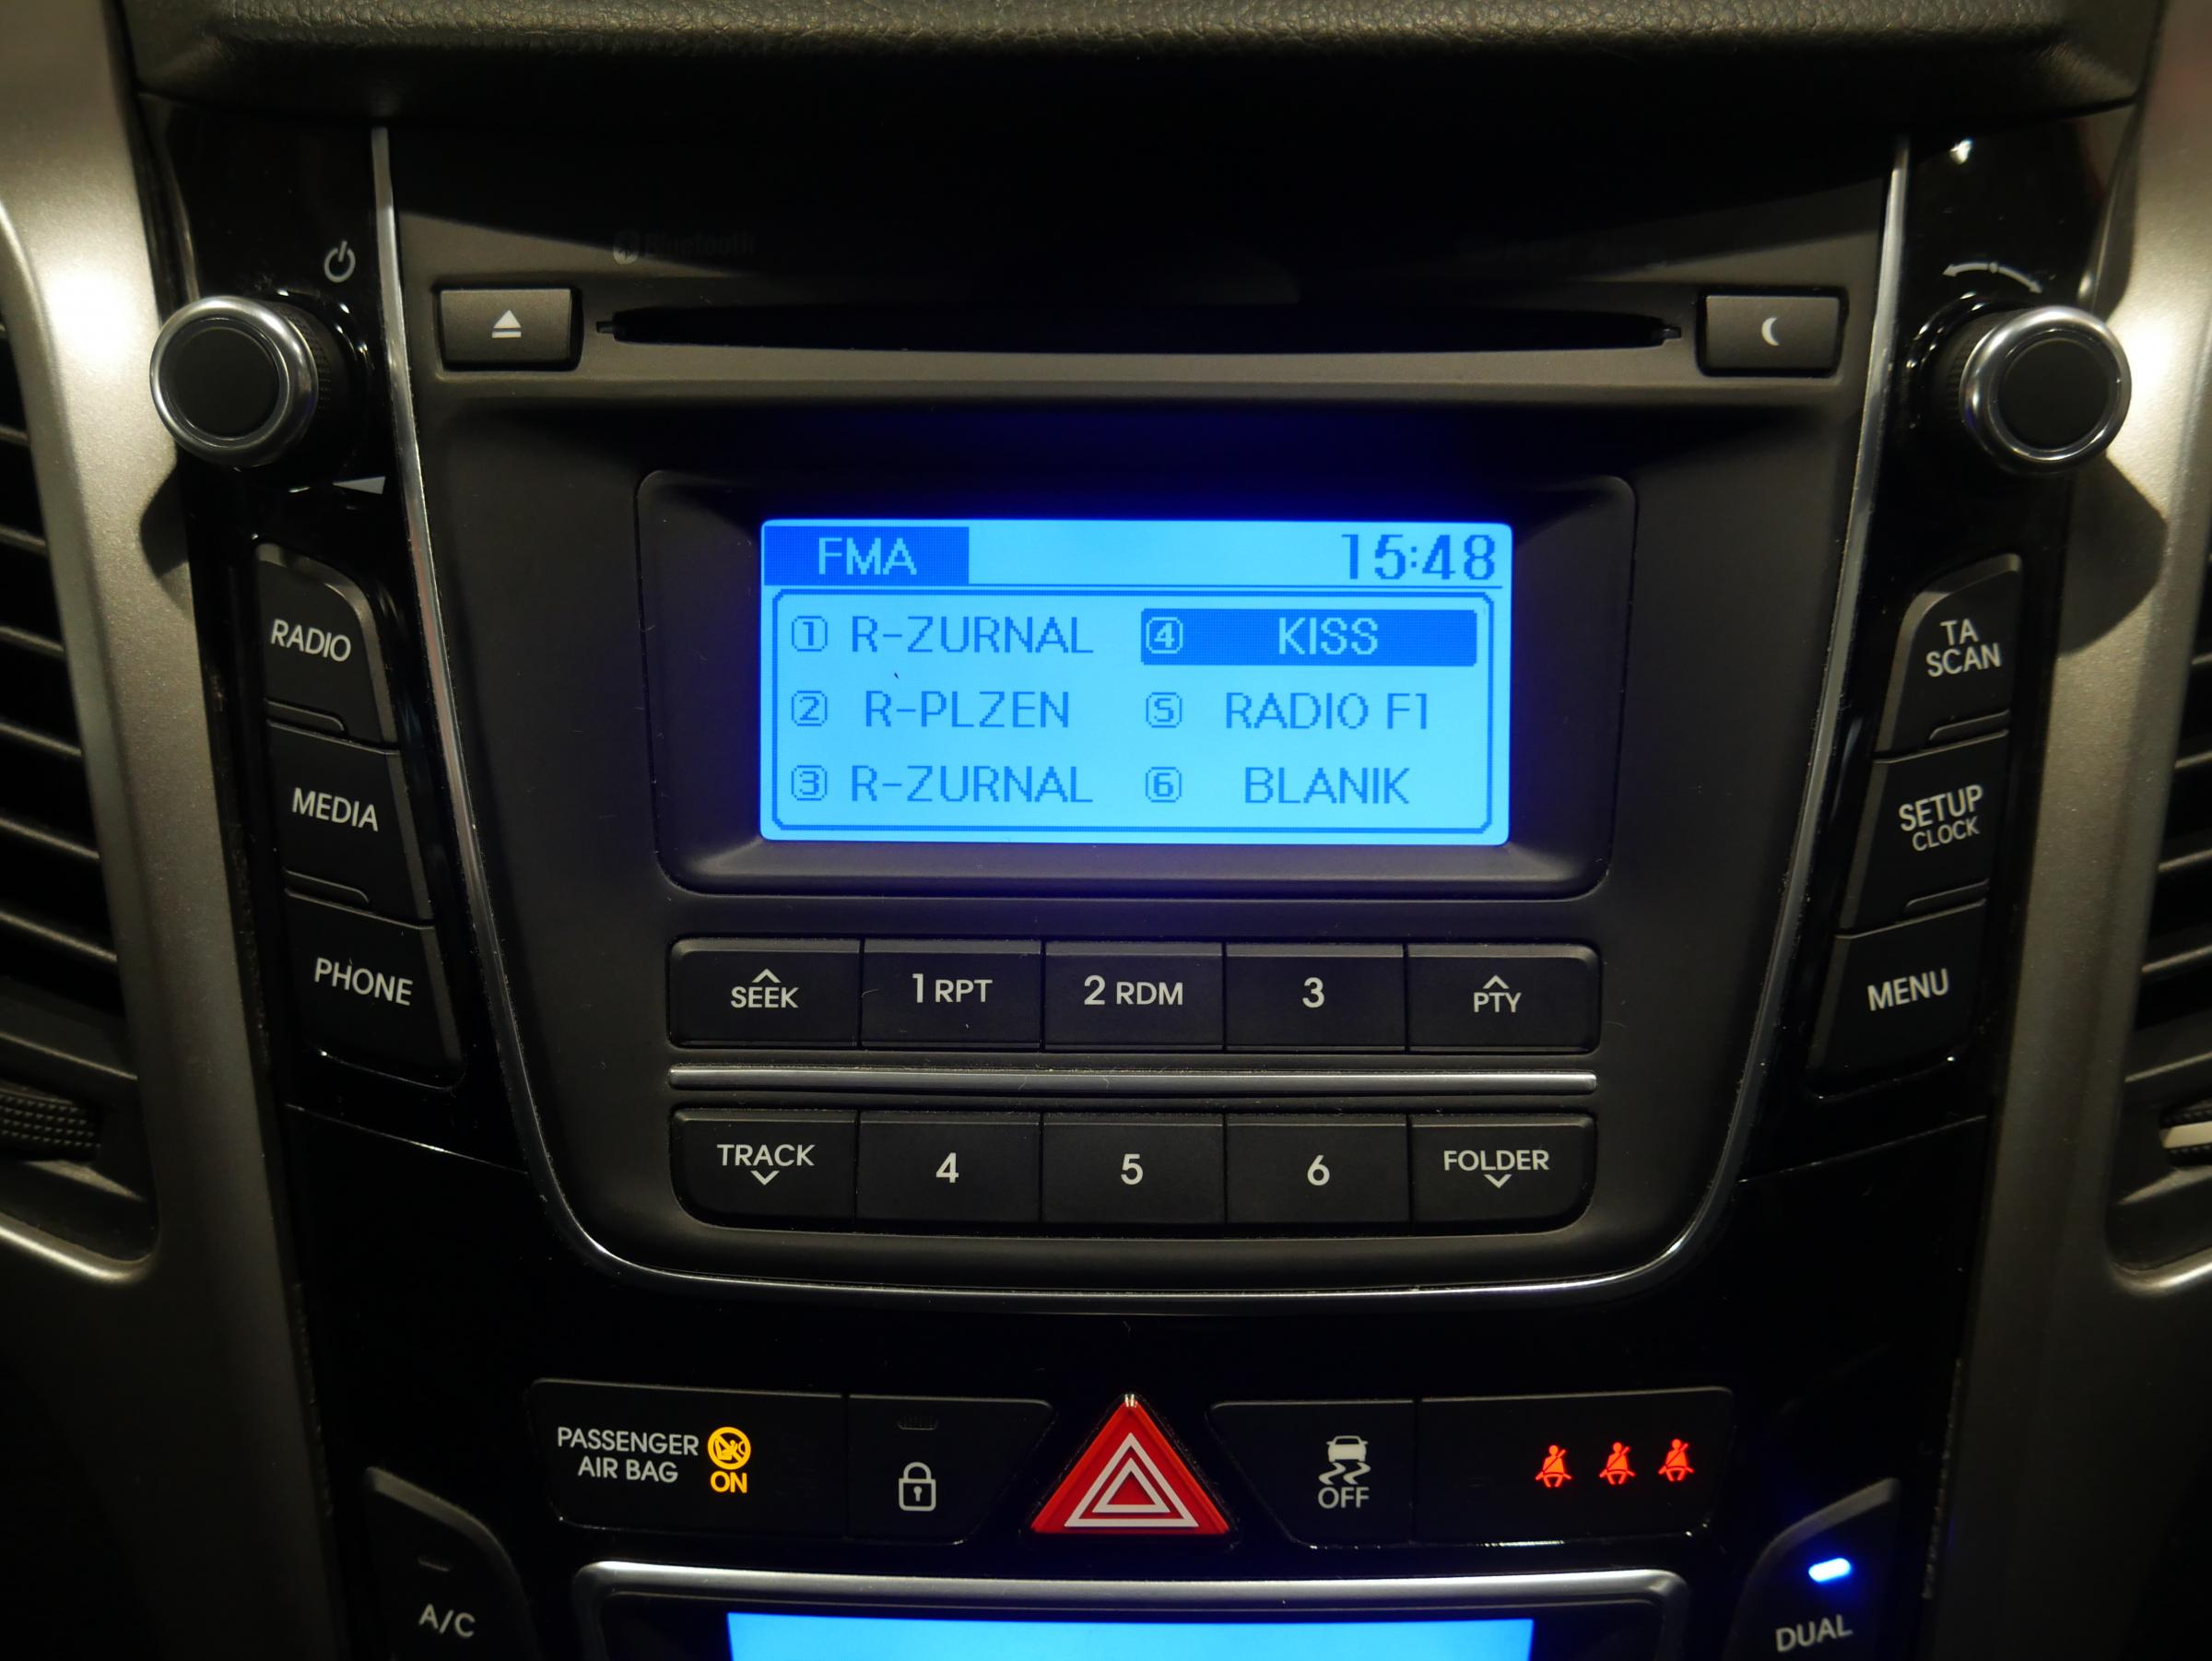 Bluetooth
FMA 15:48
① R-ZURNAL ④ KISS
② R-PLZEN ⑤ RADIO F1
③ R-ZURNAL ⑥ BLANIK
RADIO
MEDIA
PHONE
TA
SCAN
SETUP
CLOCK
MENU
SEEK 1 RPT 2 RDM 3 PTY
TRACK 4 5 6 FOLDER
PASSENGER
AIR BAG ON
OFF
A/C
DUAL